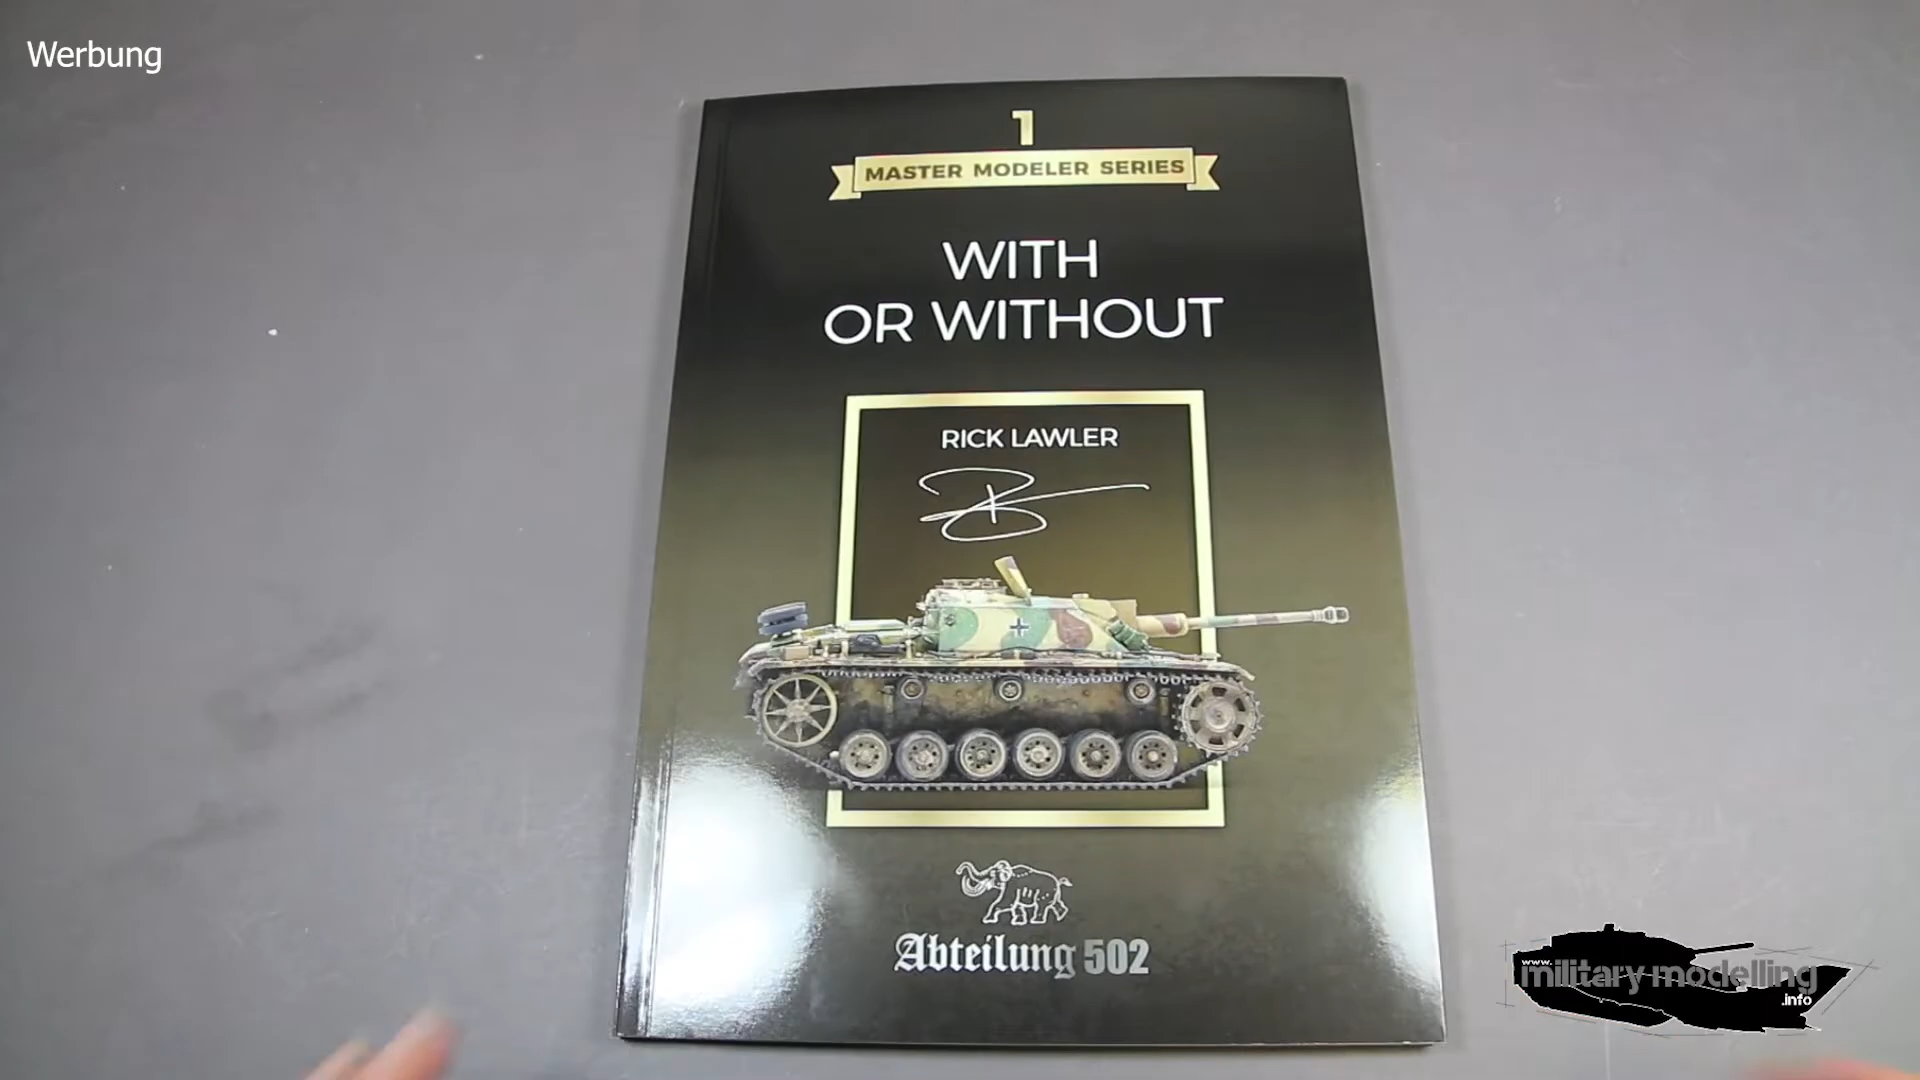 Werbung
1
MASTER MODELER SERIES
WITH
OR WITHOUT
RICK LAWLER
Abteilung 502
www.
military modelling
.info